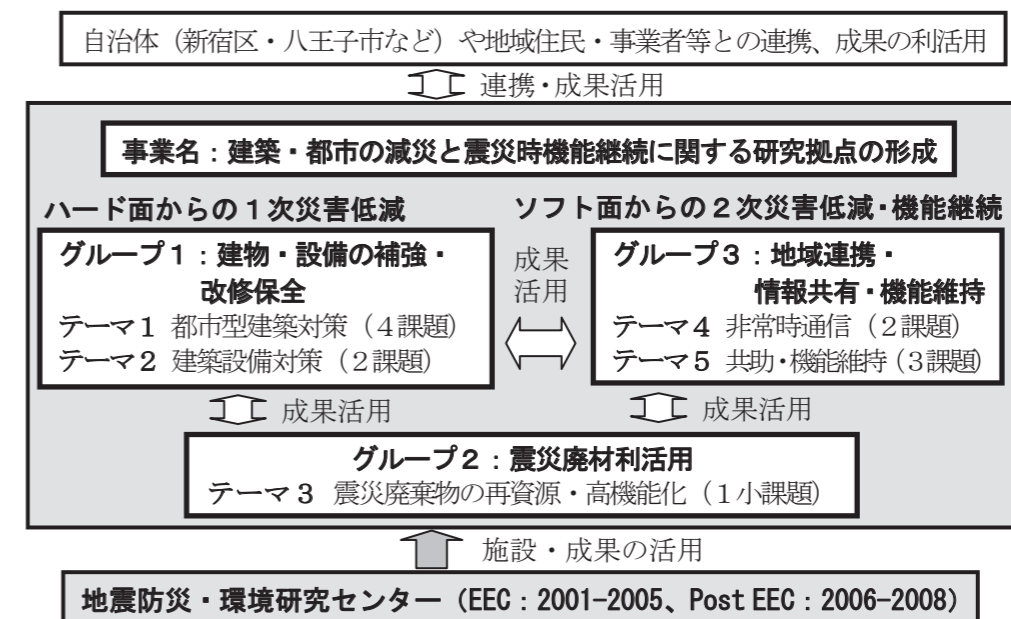 自治体（新宿区・八王子市など）や地域住民・事業者等との連携、成果の利活用
連携・成果活用
事業名：建築・都市の減災と震災時機能継続に関する研究拠点の形成
ハード面からの１次災害低減
グループ１：建物・設備の補強・
改修保全
テーマ１ 都市型建築対策（４課題）
テーマ２ 建築設備対策（２課題）
成果
活用
ソフト面からの２次災害低減・機能継続
グループ３：地域連携・
情報共有・機能維持
テーマ４ 非常時通信（２課題）
テーマ５ 共助・機能維持（３課題）
成果活用
成果活用
グループ２：震災廃材利活用
テーマ３ 震災廃棄物の再資源・高機能化（１小課題）
施設・成果の活用
地震防災・環境研究センター（EEC：2001-2005、Post EEC：2006-2008）